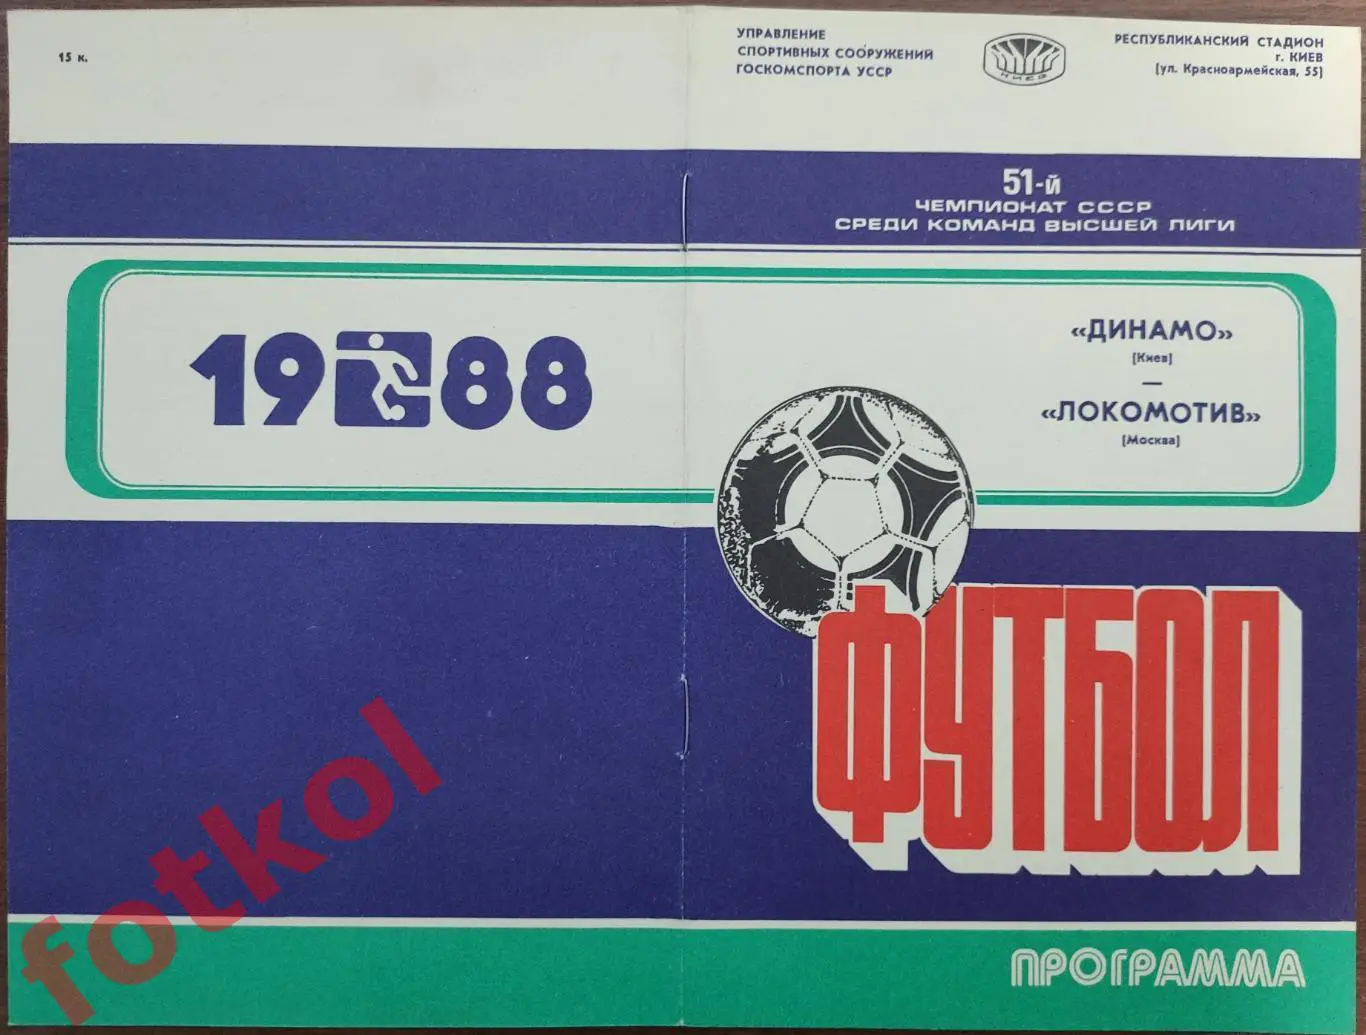 15 к.
УПРАВЛЕНИЕ
СПОРТИВНЫХ СООРУЖЕНИЙ
ГОСКОМСПОРТА УССР
КИЕВ
РЕСПУБЛИКАНСКИЙ СТАДИОН
г. КИЕВ
(ул. Красноармейская, 55)
51-й
ЧЕМПИОНАТ СССР
СРЕДИ КОМАНД ВЫСШЕЙ ЛИГИ
1988
«ДИНАМО»
(Киев)
—
«ЛОКОМОТИВ»
(Москва)
ФУТБОЛ
ПРОГРАММА
fotkol